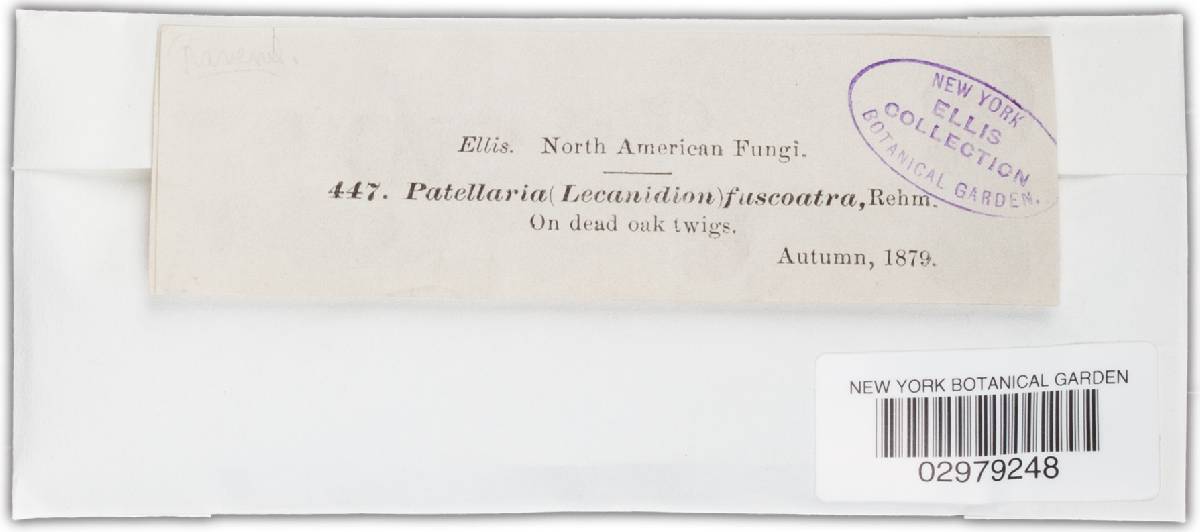 Ellis. North American Fungi.
447. Patellaria(Lecanidion)fuscoatra, Rehm.
On dead oak twigs.
Autumn, 1879.
NEW YORK
ELLIS
COLLECTION
BOTANICAL GARDEN.
NEW YORK BOTANICAL GARDEN
02979248